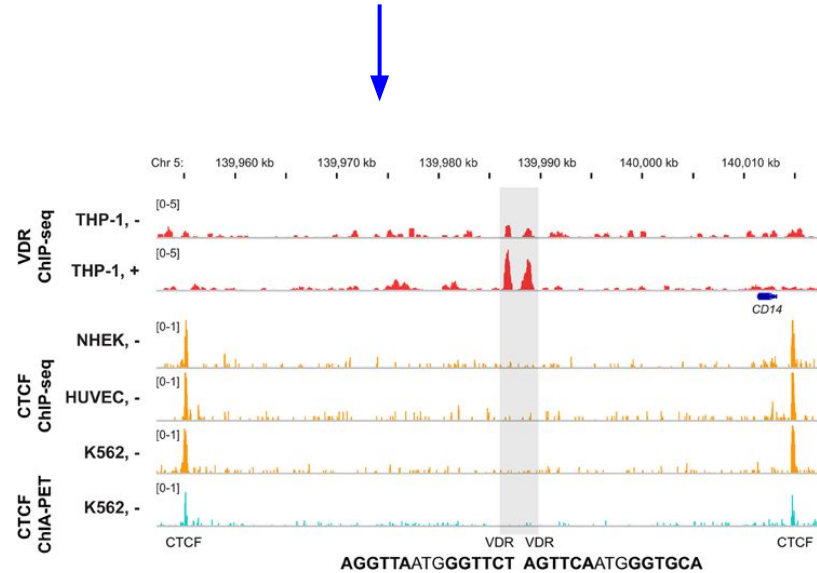 Chr 5: 139,960 kb 139,970 kb 139,980 kb 139,990 kb 140,000 kb 140,010 kb
VDR
ChIP-seq
[0-5]
THP-1, -
[0-5]
THP-1, +
CD14
CTCF
ChIP-seq
[0-1]
NHEK, -
[0-1]
HUVEC, -
[0-1]
K562, -
CTCF
ChIA-PET
[0-1]
K562, -
CTCF VDR VDR CTCF
AGGTTAATGGGTTCT AGTTCAATGGGTGCA